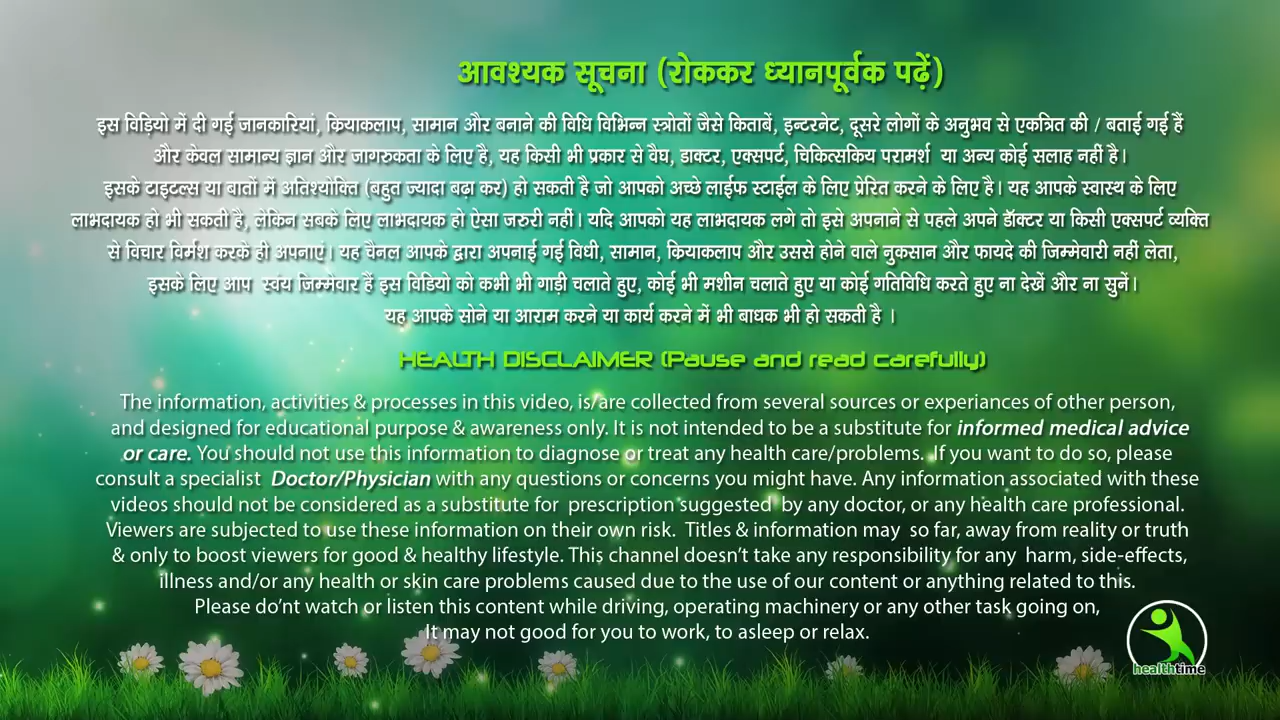 आवश्यक सूचना (रोककर ध्यानपूर्वक पढ़ें)
इस विड़ियो में दी गई जानकारियां, क्रियाकलाप, सामान और बनाने की विधि विभिन्न स्त्रोतों जैसे किताबें, इन्टरनेट, दूसरे लोगों के अनुभव से एकत्रित की / बताई गई हैं
और केवल सामान्य ज्ञान और जागरुकता के लिए है, यह किसी भी प्रकार से वैघ, डाक्टर, एक्सपर्ट, चिकित्सकिय परामर्श या अन्य कोई सलाह नहीं है।
इसके टाइटल्स या बातों में अतिश्योक्ति (बहुत ज्यादा बढ़ा कर) हो सकती है जो आपको अच्छे लाईफ स्टाईल के लिए प्रेरित करने के लिए है। यह आपके स्वास्थ के लिए
लाभदायक हो भी सकती है, लेकिन सबके लिए लाभदायक हो ऐसा जरुरी नहीं। यदि आपको यह लाभदायक लगे तो इसे अपनाने से पहले अपने डॉक्टर या किसी एक्सपर्ट व्यक्ति
से विचार विर्मश करके ही अपनाएं। यह चैनल आपके द्वारा अपनाई गई विधी, सामान, क्रियाकलाप और उससे होने वाले नुकसान और फायदे की जिम्मेवारी नहीं लेता,
इसके लिए आप स्वंय जिम्मेवार हैं इस विडियो को कभी भी गाड़ी चलाते हुए, कोई भी मशीन चलाते हुए या कोई गतिविधि करते हुए ना देखें और ना सुनें।
यह आपके सोने या आराम करने या कार्य करने में भी बाधक भी हो सकती है ।
HEALTH DISCLAIMER (Pause and read carefully)
The information, activities & processes in this video, is/are collected from several sources or experiances of other person,
and designed for educational purpose & awareness only. It is not intended to be a substitute for informed medical advice
or care. You should not use this information to diagnose or treat any health care/problems. If you want to do so, please
consult a specialist Doctor/Physician with any questions or concerns you might have. Any information associated with these
videos should not be considered as a substitute for prescription suggested by any doctor, or any health care professional.
Viewers are subjected to use these information on their own risk. Titles & information may so far, away from reality or truth
& only to boost viewers for good & healthy lifestyle. This channel doesn't take any responsibility for any harm, side-effects,
illness and/or any health or skin care problems caused due to the use of our content or anything related to this.
Please do'nt watch or listen this content while driving, operating machinery or any other task going on,
It may not good for you to work, to asleep or relax.
healthtime